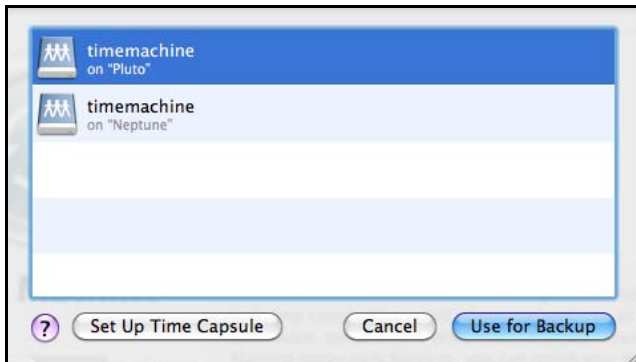 timemachine
on "Pluto"
timemachine
on "Neptune"
?
Set Up Time Capsule
Cancel
Use for Backup